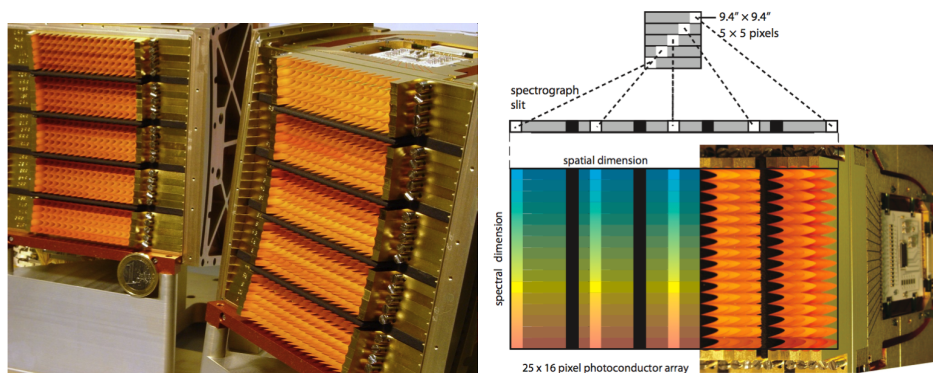 9.4” × 9.4”
5 × 5 pixels
spectrograph
slit
spatial dimension
spectral dimension
25 x 16 pixel photoconductor array